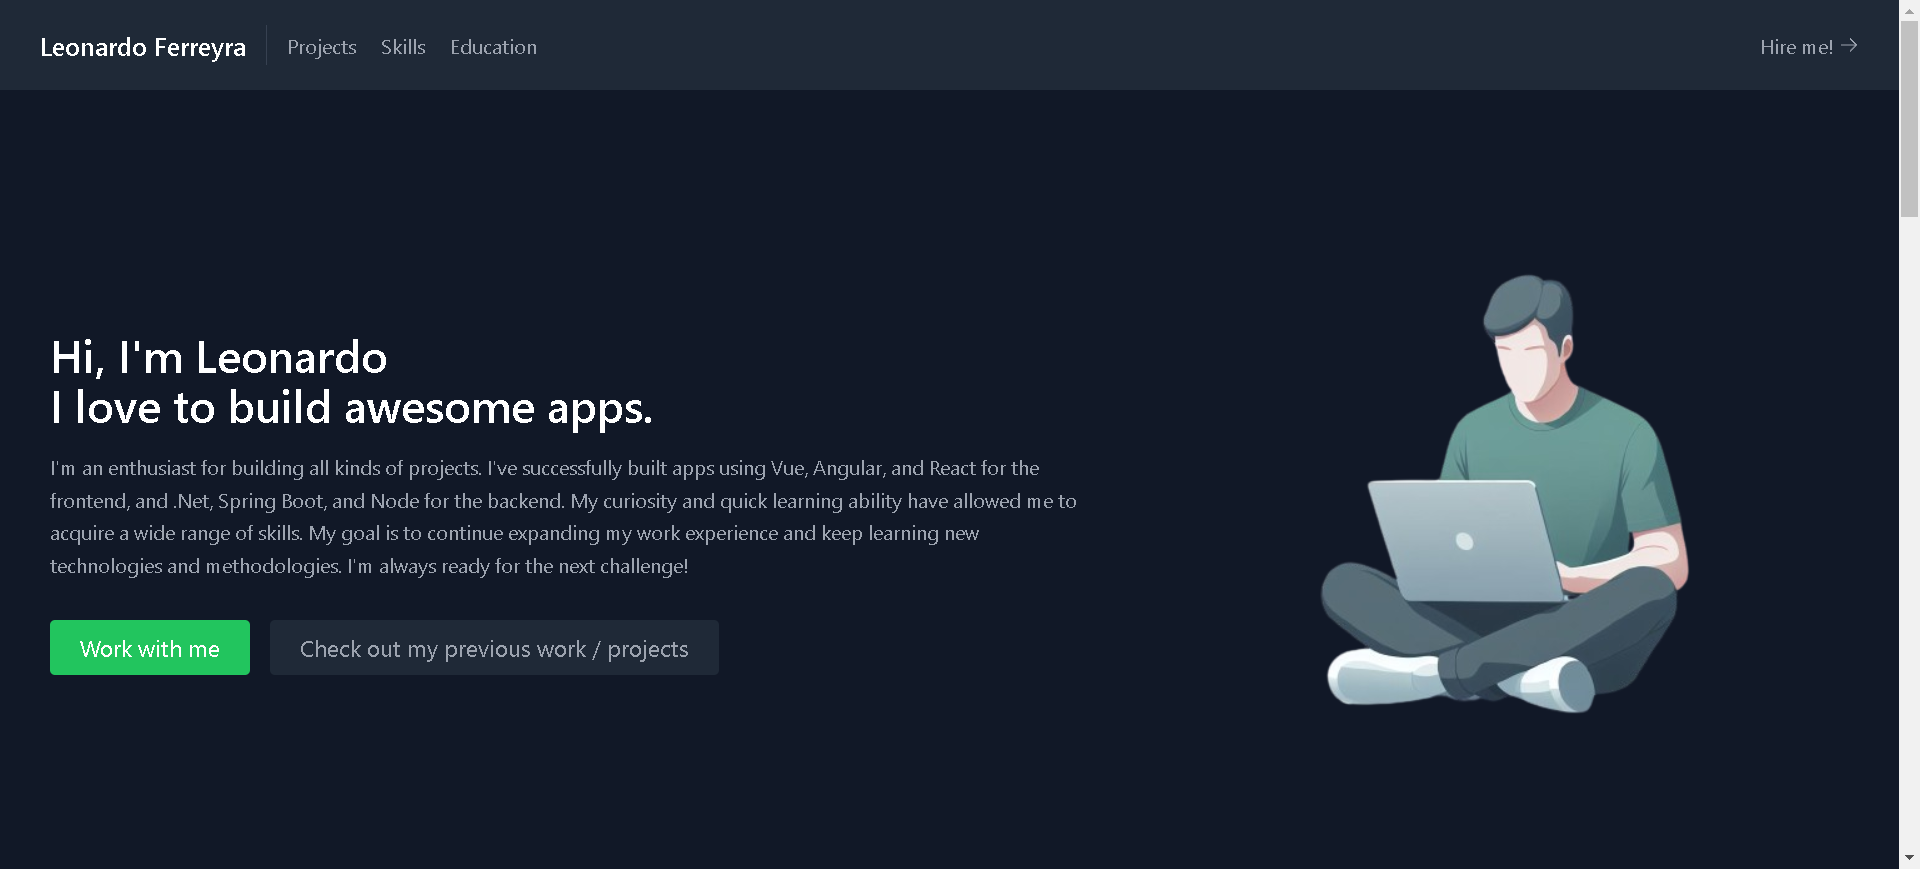 Leonardo Ferreyra
Projects
Skills
Education
Hire me!
Hi, I'm Leonardo
I love to build awesome apps.
I'm an enthusiast for building all kinds of projects. I've successfully built apps using Vue, Angular, and React for the
frontend, and .Net, Spring Boot, and Node for the backend. My curiosity and quick learning ability have allowed me to
acquire a wide range of skills. My goal is to continue expanding my work experience and keep learning new
technologies and methodologies. I'm always ready for the next challenge!
Work with me
Check out my previous work / projects